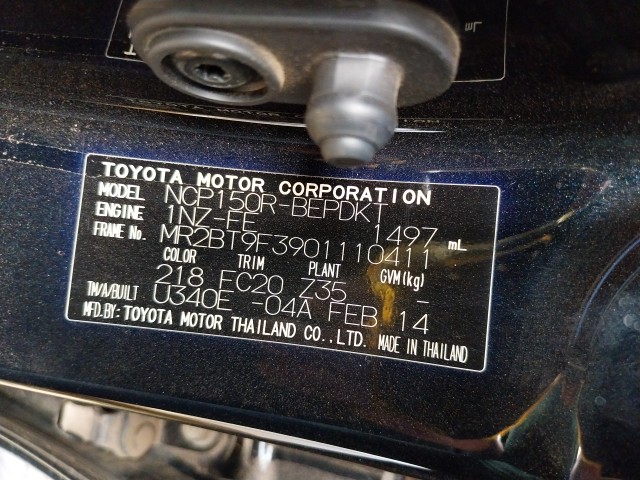 TOYOTA MOTOR CORPORATION
MODEL NCP150R-BEPDKT
ENGINE 1NZ-FE 1497 mL
FRAME No. MR2BT9F3901110411
COLOR TRIM PLANT GVM(kg)
218 FC20 Z35 -
T/A/BUILT U340E -04A FEB 14
MFD.BY: TOYOTA MOTOR THAILAND CO.,LTD. MADE IN THAILAND